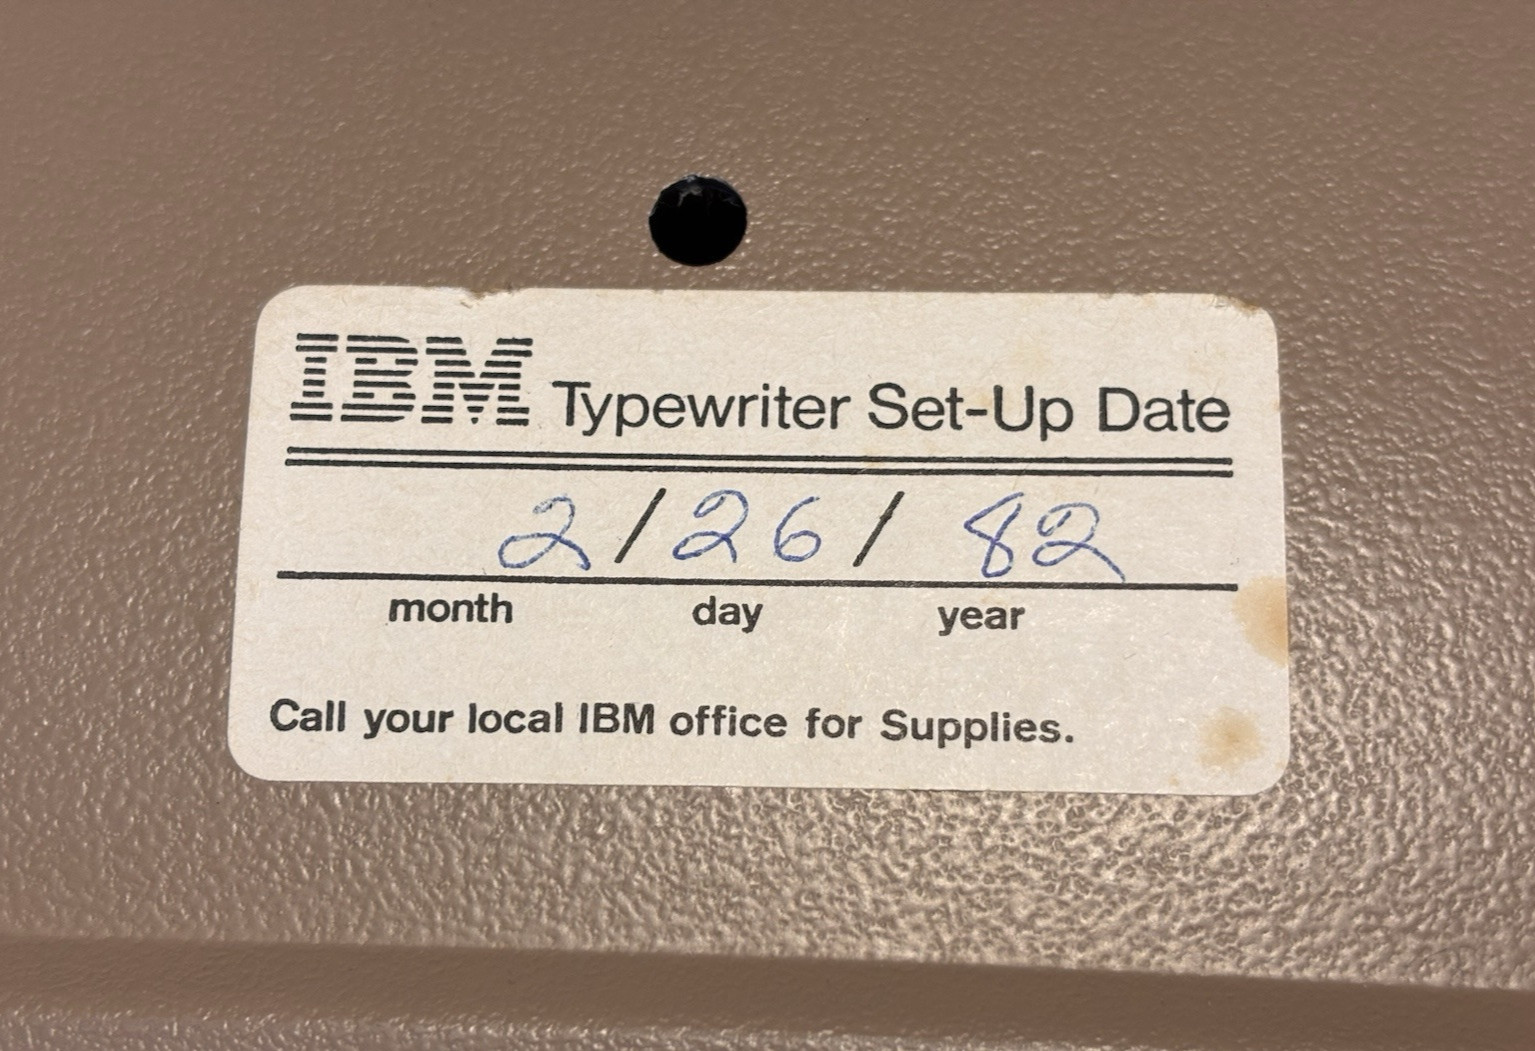 IBM Typewriter Set-Up Date
2/26/82
month day year
Call your local IBM office for Supplies.